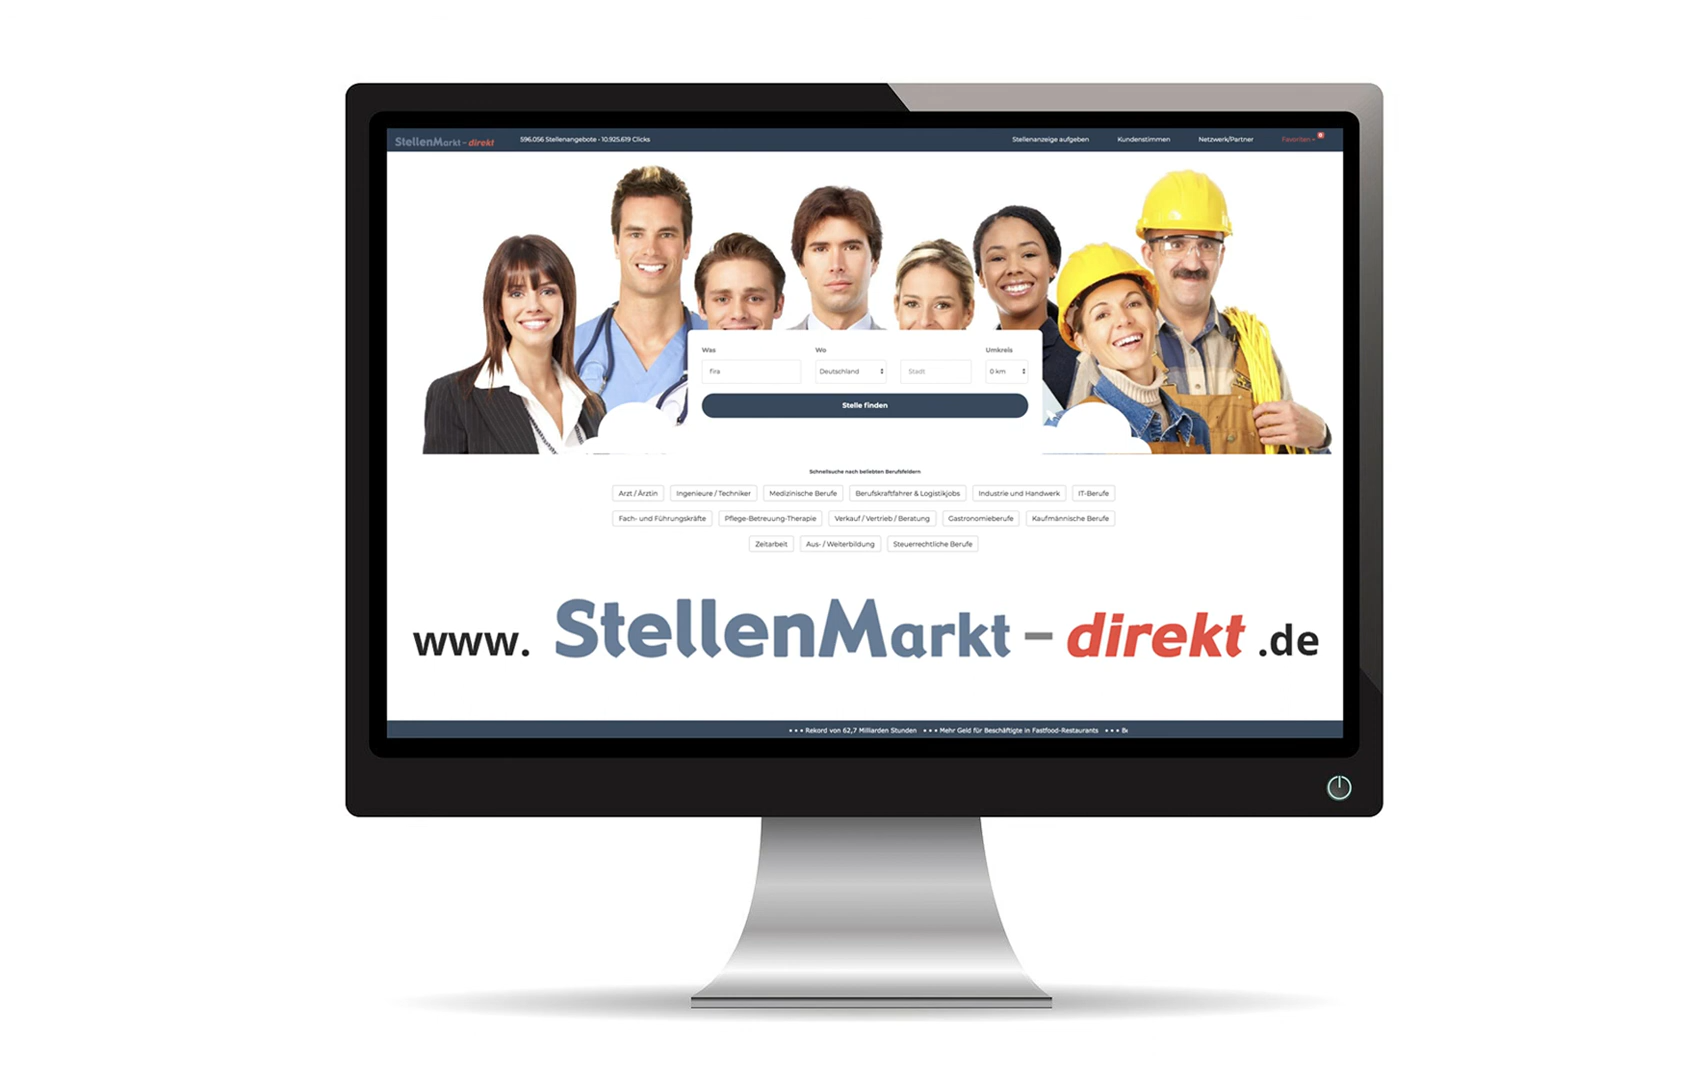 StellenMarkt - direkt 596.056 Stellenangebote • 10.925.619 Clicks Stellenanzeige aufgeben Kundenstimmen Netzwerk/Partner Favoriten
Was Wo Umkreis
fira Deutschland Stadt 0 km
Stelle finden
Schnellsuche nach beliebten Berufsfeldern
Arzt / Ärztin Ingenieure / Techniker Medizinische Berufe Berufskraftfahrer & Logistikjobs Industrie und Handwerk IT-Berufe
Fach- und Führungskräfte Pflege-Betreuung-Therapie Verkauf / Vertrieb / Beratung Gastronomieberufe Kaufmännische Berufe
Zeitarbeit Aus- / Weiterbildung Steuerrechtliche Berufe
www. StellenMarkt - direkt .de
• • • Rekord von 62,7 Milliarden Stunden • • • Mehr Geld für Beschäftigte in Fastfood-Restaurants • • • Be